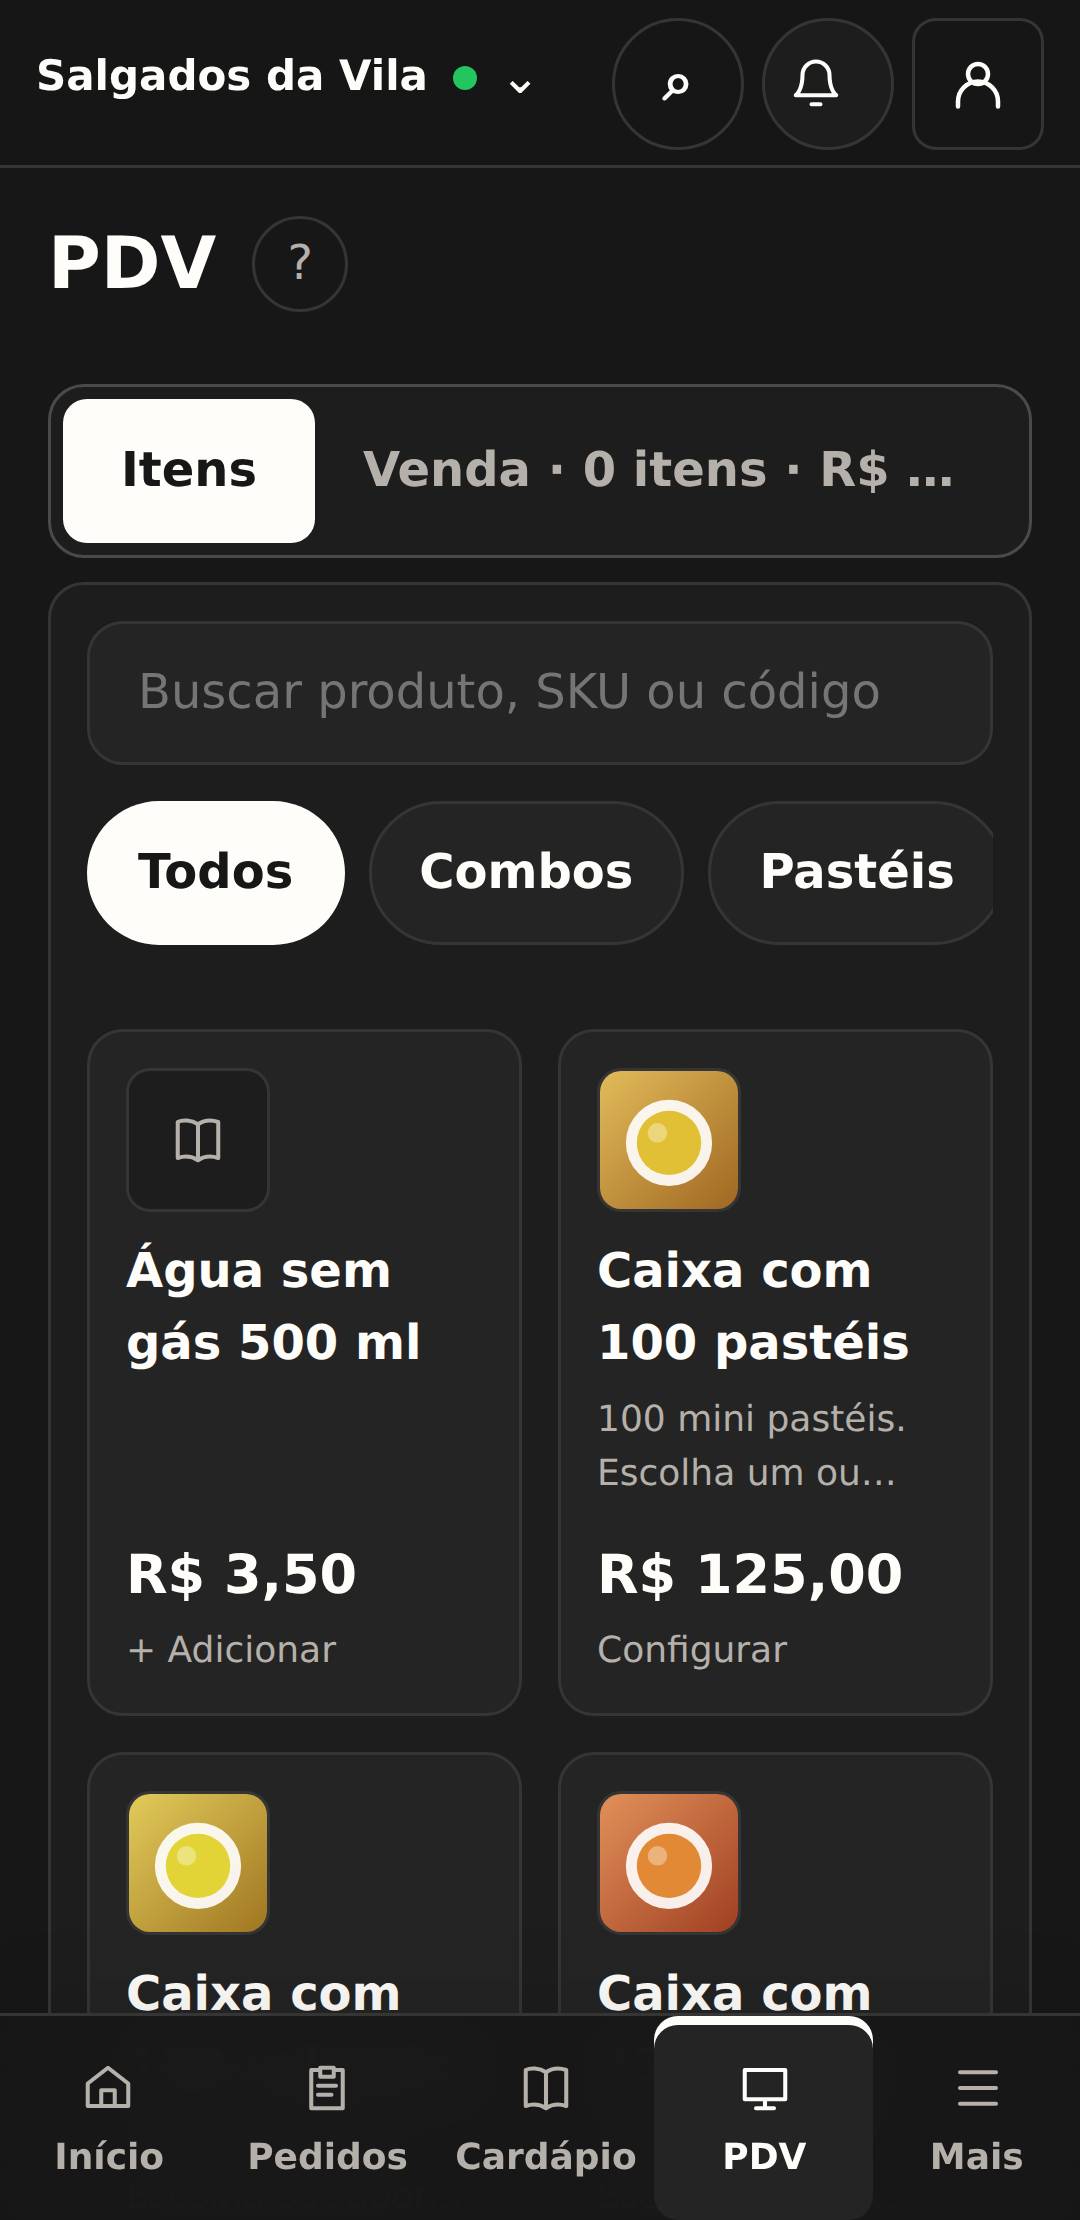 Salgados da Vila
PDV ?
Itens
Venda · 0 itens · R$ …
Buscar produto, SKU ou código
Todos
Combos
Pastéis
Água sem
gás 500 ml
R$ 3,50
+ Adicionar
Caixa com
100 pastéis
100 mini pastéis.
Escolha um ou…
R$ 125,00
Configurar
Caixa com
Caixa com
Início
Pedidos
Cardápio
PDV
Mais